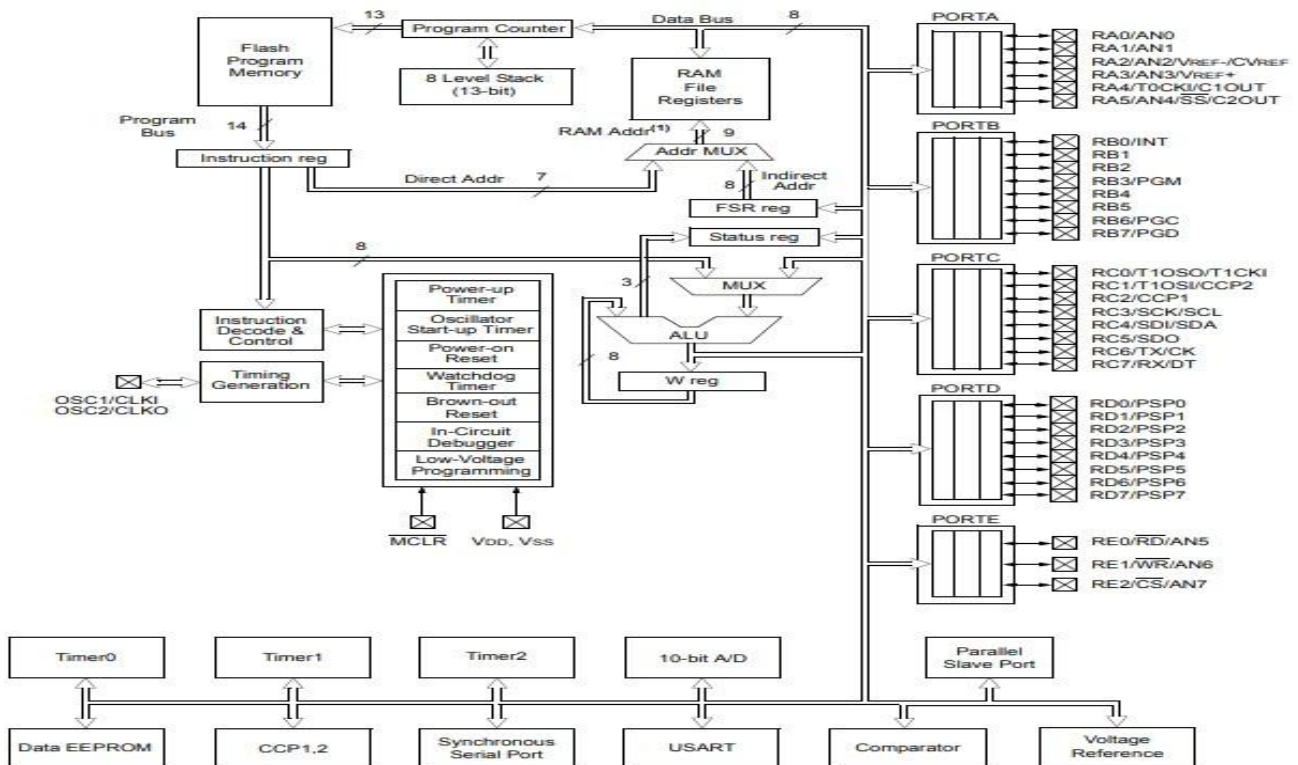 13
Program Counter
Data Bus
8
PORTA
Flash
Program
Memory
8 Level Stack
(13-bit)
RAM
File
Registers
RA0/AN0
RA1/AN1
RA2/AN2/VREF-/CVREF
RA3/AN3/VREF+
RA4/T0CKI/C1OUT
RA5/AN4/SS/C2OUT
Program
Bus
14
RAM Addr(1)
9
PORTB
Instruction reg
Addr MUX
Direct Addr
7
8
Indirect
Addr
FSR reg
Status reg
RB0/INT
RB1
RB2
RB3/PGM
RB4
RB5
RB6/PGC
RB7/PGD
8
3
MUX
PORTC
RC0/T1OSO/T1CKI
RC1/T1OSI/CCP2
RC2/CCP1
RC3/SCK/SCL
RC4/SDI/SDA
RC5/SDO
RC6/TX/CK
RC7/RX/DT
Power-up
Timer
Oscillator
Start-up Timer
Power-on
Reset
Watchdog
Timer
Brown-out
Reset
In-Circuit
Debugger
Low-Voltage
Programming
Instruction
Decode &
Control
Timing
Generation
OSC1/CLKI
OSC2/CLKO
ALU
8
W reg
MCLR
VDD, VSS
PORTD
RD0/PSP0
RD1/PSP1
RD2/PSP2
RD3/PSP3
RD4/PSP4
RD5/PSP5
RD6/PSP6
RD7/PSP7
PORTE
RE0/RD/AN5
RE1/WR/AN6
RE2/CS/AN7
Timer0
Timer1
Timer2
10-bit A/D
Parallel
Slave Port
Data EEPROM
CCP1,2
Synchronous
Serial Port
USART
Comparator
Voltage
Reference